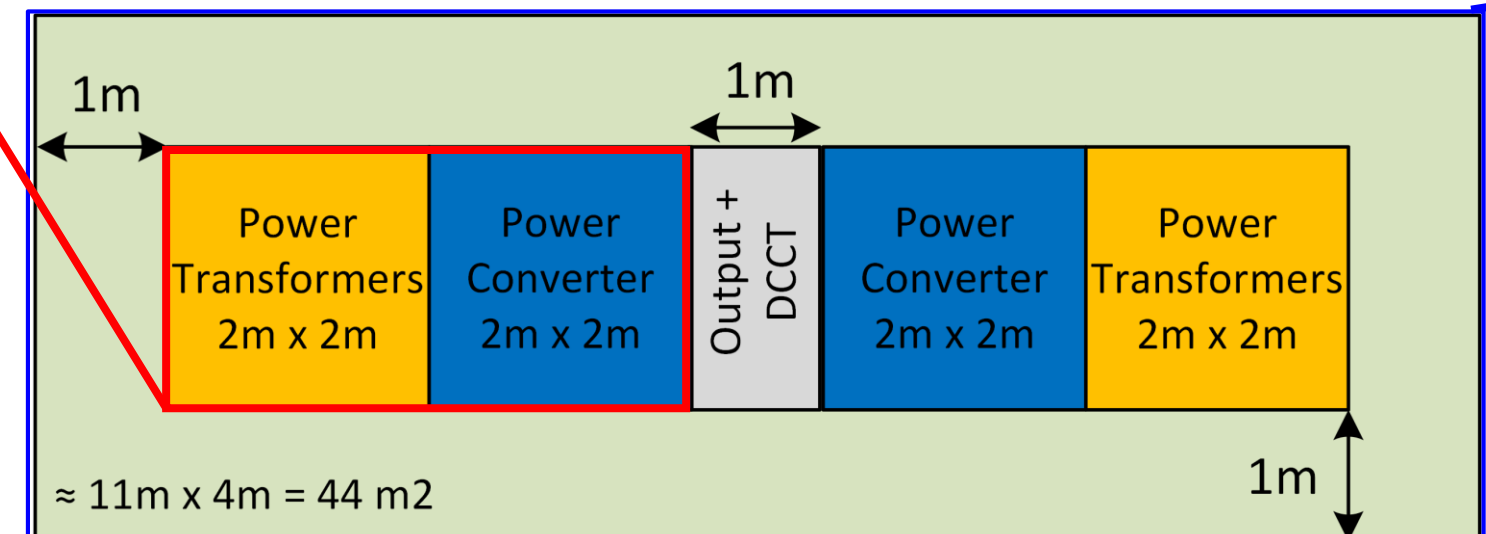 1m
1m
Power
Transformers
2m x 2m
Power
Converter
2m x 2m
Output +
DCCT
Power
Converter
2m x 2m
Power
Transformers
2m x 2m
≈ 11m x 4m = 44 m2
1m